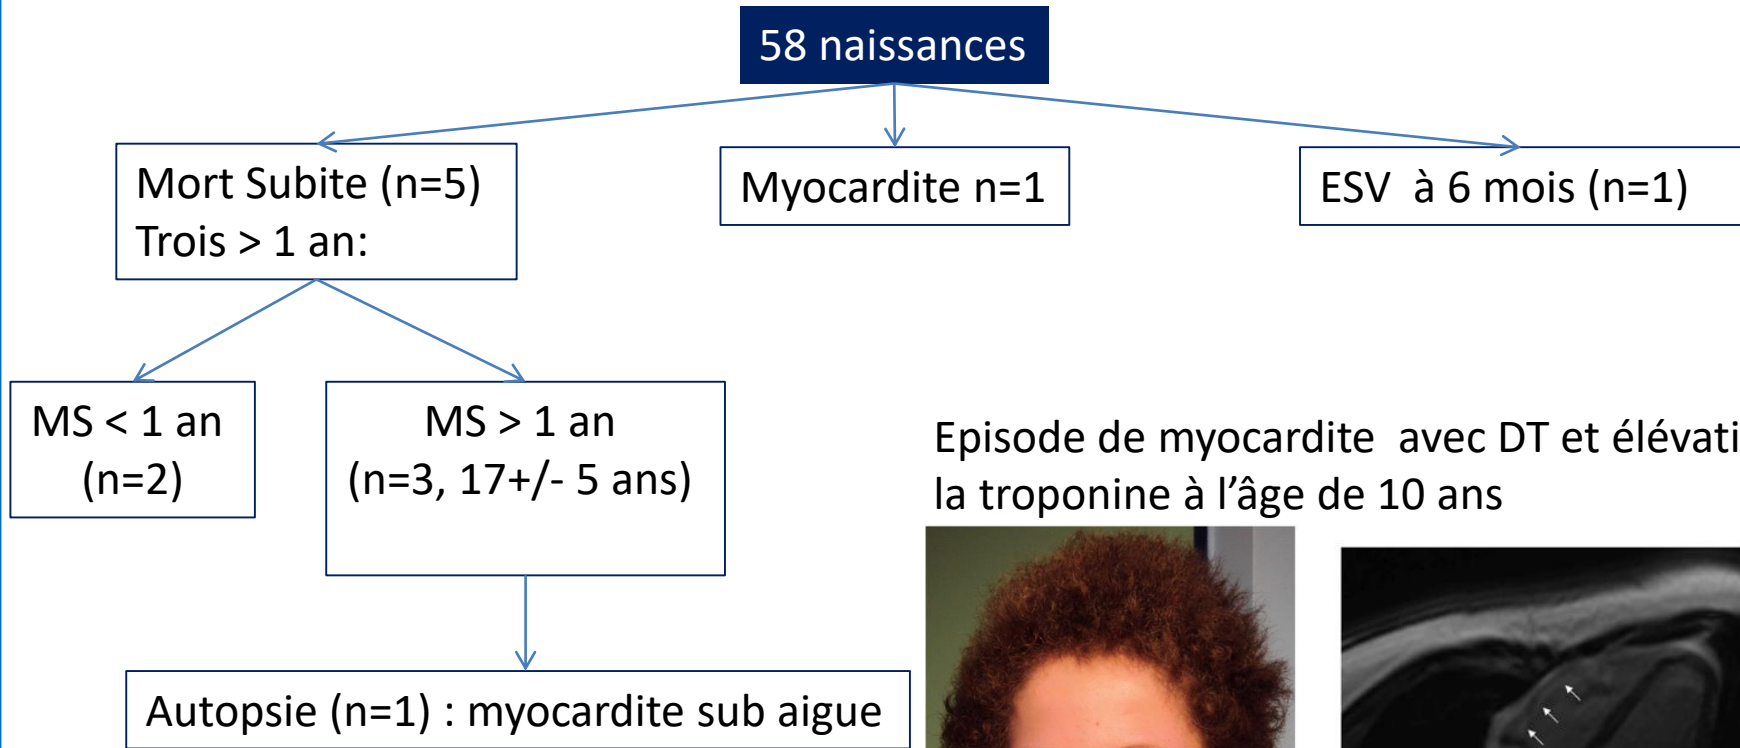 58 naissances
Mort Subite (n=5)
Trois > 1 an:
Myocardite n=1
ESV à 6 mois (n=1)
MS < 1 an
(n=2)
MS > 1 an
(n=3, 17+/- 5 ans)
Episode de myocardite avec DT et
la troponine à l’âge de 10 ans
Autopsie (n=1) : myocardite sub aigue